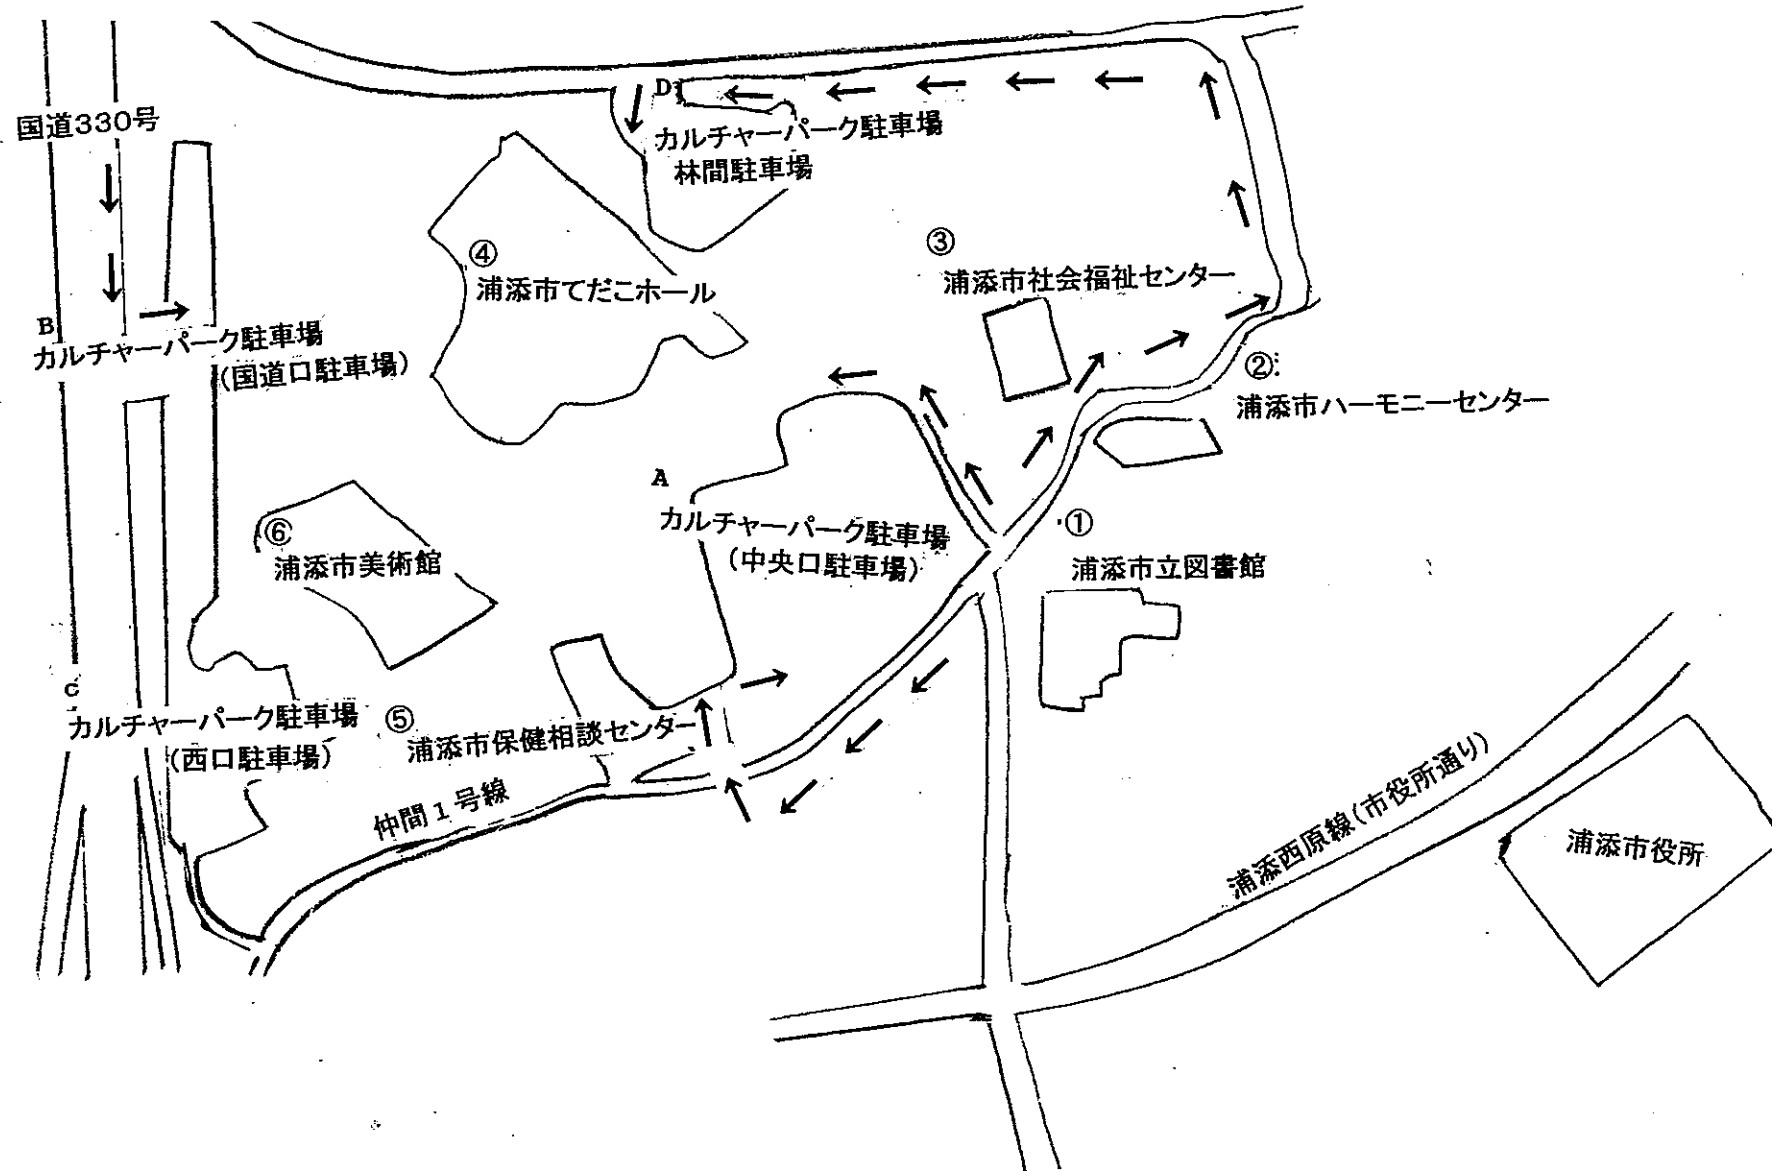 D
国道330号
カルチャーパーク駐車場
林間駐車場
③
④
浦添市社会福祉センター
浦添市てだこホール
B
カルチャーパーク駐車場
(国道口駐車場)
②
浦添市ハーモニーセンター
A
カルチャーパーク駐車場
(中央口駐車場)
①
浦添市立図書館
⑥
浦添市美術館
C
カルチャーパーク駐車場
(西口駐車場)
⑤
浦添市保健相談センター
仲間1号線
浦添西原線(市役所通り)
浦添市役所